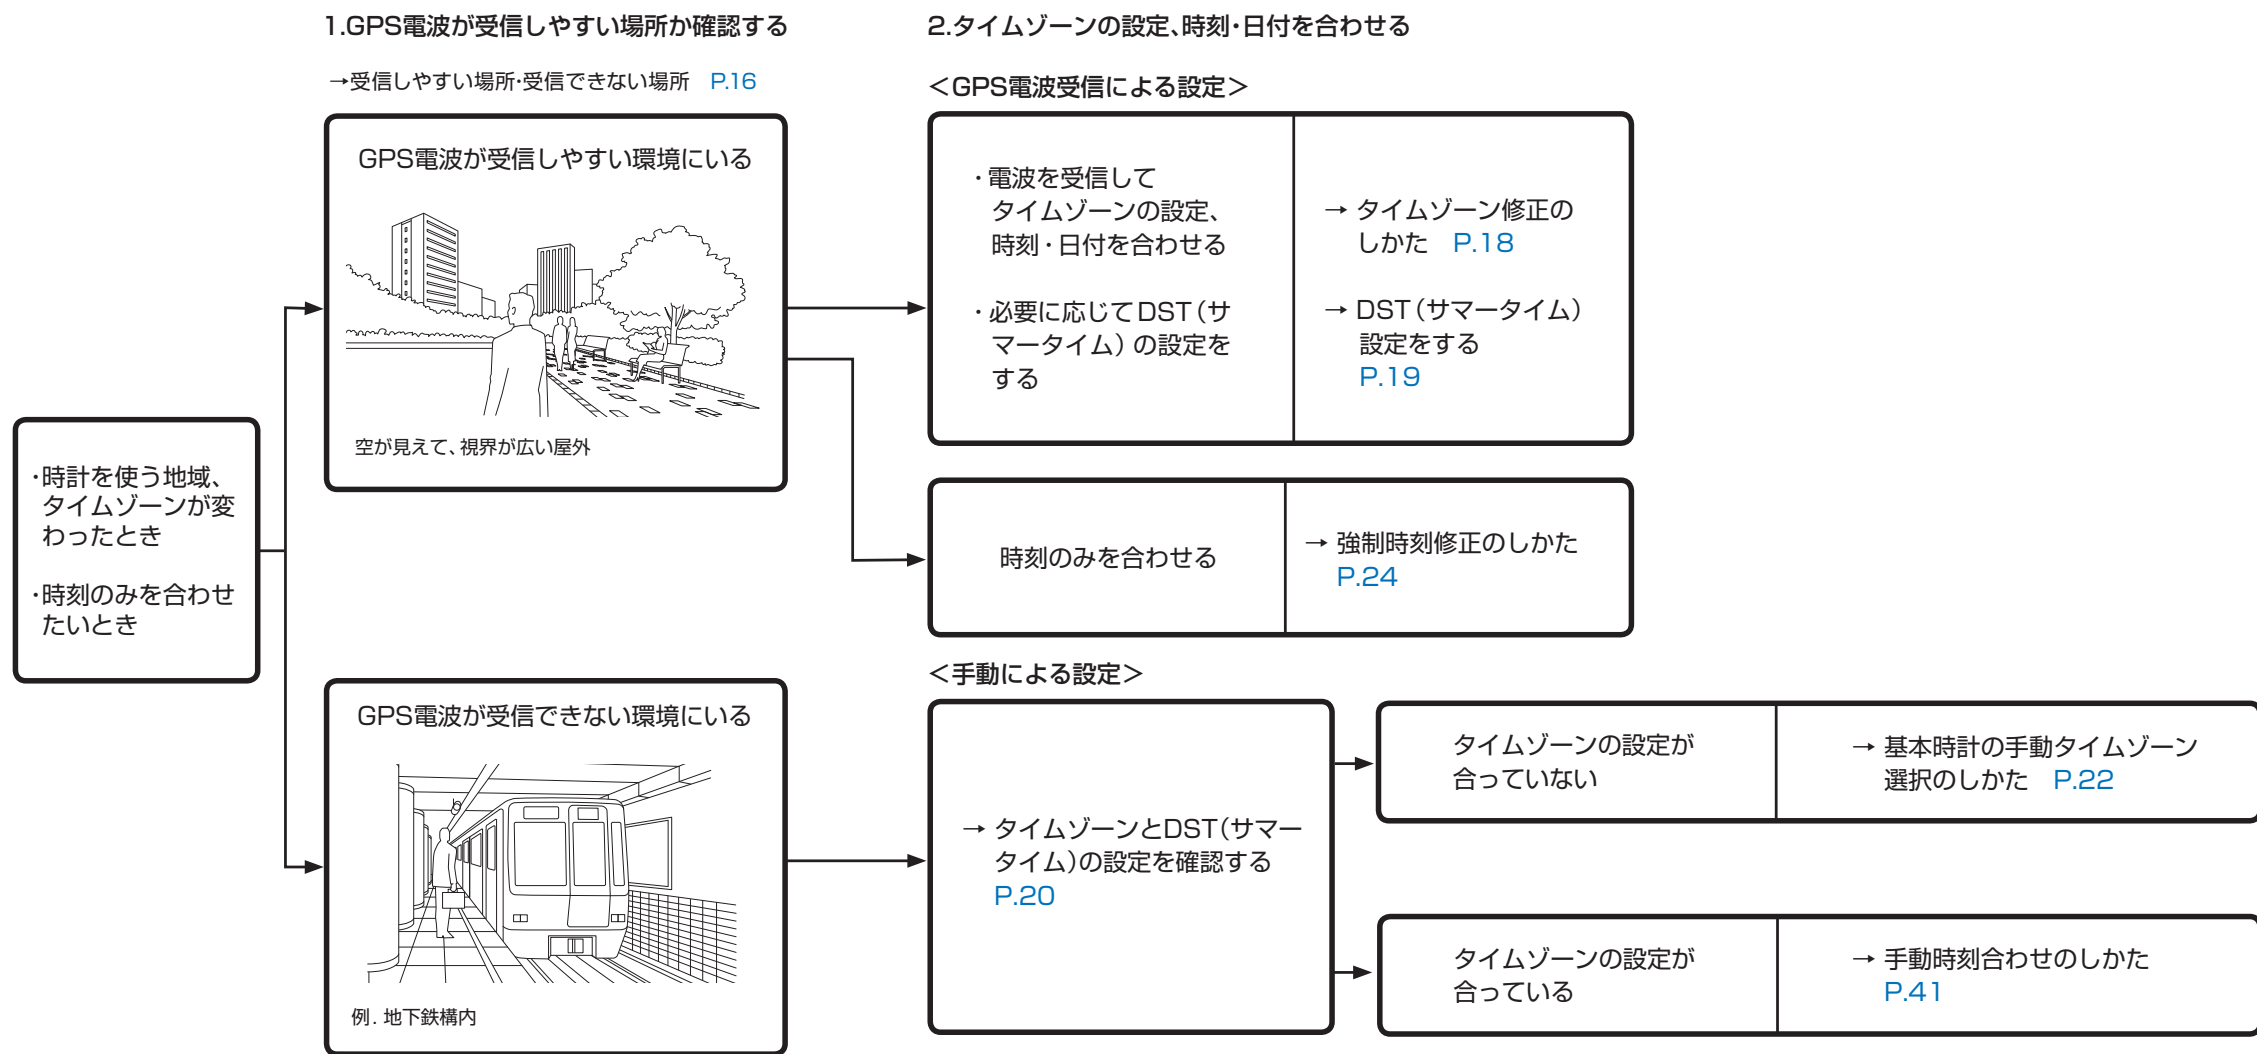 1.GPS電波が受信しやすい場所か確認する
→受信しやすい場所・受信できない場所　P.16
2.タイムゾーンの設定、時刻・日付を合わせる
＜GPS電波受信による設定＞
・時計を使う地域、
タイムゾーンが変
わったとき
・時刻のみを合わせ
たいとき
GPS電波が受信しやすい環境にいる
空が見えて、視界が広い屋外
・電波を受信して
タイムゾーンの設定、
時刻・日付を合わせる
・必要に応じてDST（サ
マータイム）の設定を
する
→ タイムゾーン修正の
しかた　P.18
→ DST（サマータイム）
設定をする
P.19
時刻のみを合わせる
→ 強制時刻修正のしかた
P.24
GPS電波が受信できない環境にいる
例. 地下鉄構内
＜手動による設定＞
→ タイムゾーンとDST（サマー
タイム）の設定を確認する
P.20
タイムゾーンの設定が
合っていない
→ 基本時計の手動タイムゾーン
選択のしかた　P.22
タイムゾーンの設定が
合っている
→ 手動時刻合わせのしかた
P.41